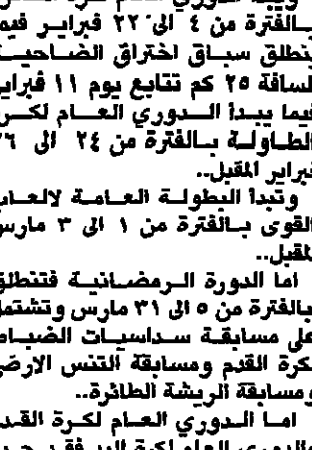 بالفترة من ٤ الى ٢٢ فبراير فيما
ينطلق سباق اختراق الضاحية
لمسافة ٢٥ كم تتابع يوم ١١ فبراير
فيما يبدأ الدوري العام لكرة
الطاولة بالفترة من ٢٤ الى ٢٦
فبراير المقبل..
وتبدأ البطولة العامة لالعاب
القوى بالفترة من ١ الى ٣ مارس
المقبل..
اما الدورة الرمضانية فتنطلق
بالفترة من ٥ الى ٣١ مارس وتشتمل
على مسابقة سداسيات الضباط
لكرة القدم ومسابقة التنس الارضي
ومسابقة الريشة الطائرة..
اما الدوري العام لكرة القدم